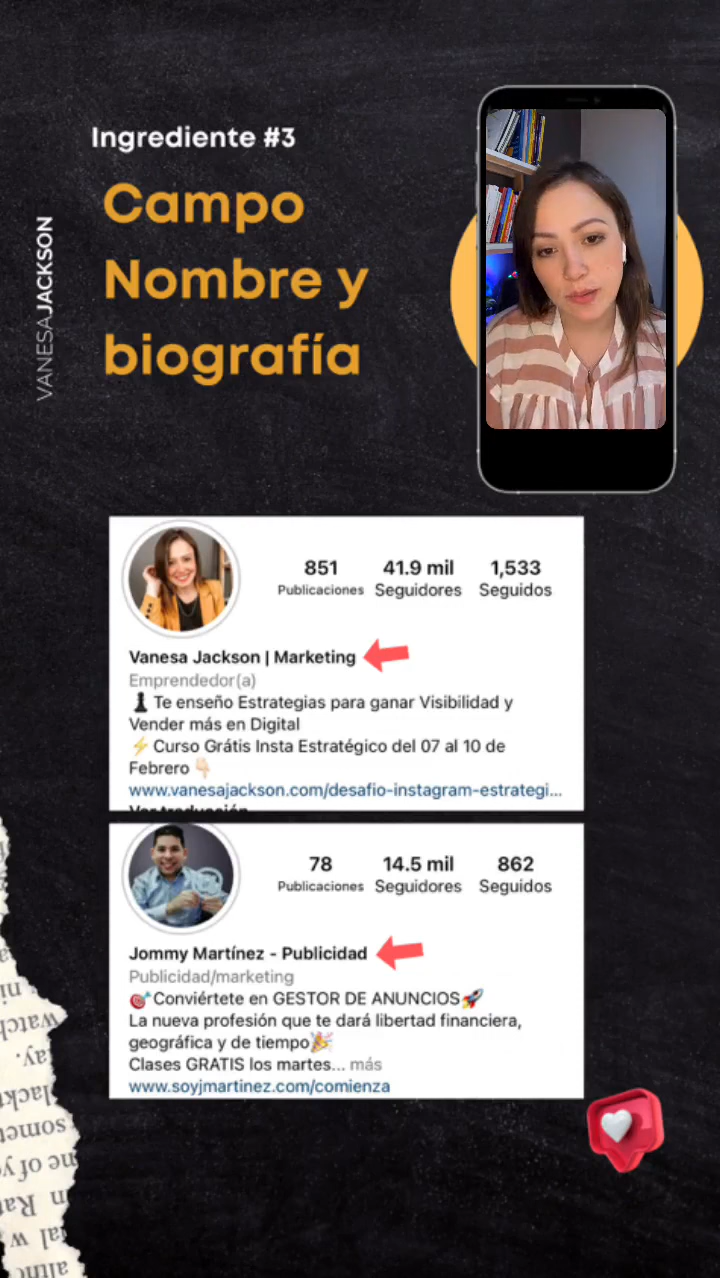 Ingrediente #3
Campo
Nombre y
biografía
VANESAJACKSON
851
41.9 mil
1,533
Publicaciones
Seguidores
Seguidos
Vanesa Jackson | Marketing
Emprendedor(a)
♟️ Te enseño Estrategias para ganar Visibilidad y
Vender más en Digital
⚡ Curso Grátis Insta Estratégico del 07 al 10 de
Febrero 👇🏻
www.vanesajackson.com/desafio-instagram-estrategi...
Ver traducción
78
14.5 mil
862
Publicaciones
Seguidores
Seguidos
Jommy Martínez - Publicidad
Publicidad/marketing
🎯Conviértete en GESTOR DE ANUNCIOS🚀
La nueva profesión que te dará libertad financiera,
geográfica y de tiempo🎉
Clases GRATIS los martes... más
www.soyjmartinez.com/comienza